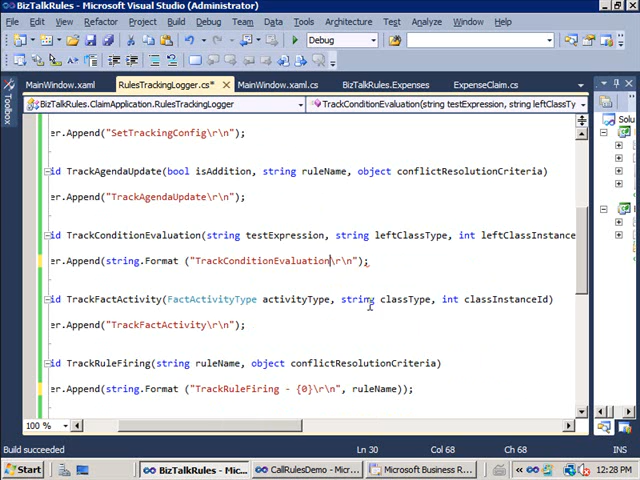 BizTalkRules - Microsoft Visual Studio (Administrator)
File Edit View Project Build Debug Team Data Tools Architecture Test Analyze Window Help
Debug
MainWindow.xaml RulesTrackingLogger.cs* MainWindow.xaml.cs BizTalkRules.Expenses ExpenseClaim.cs
BizTalkRules.ClaimApplication.RulesTrackingLogger TrackConditionEvaluation(string testExpression, string leftClassTy
Toolbox
Solu
er.Append("SetTrackingConfig\r\n");
id TrackAgendaUpdate(bool isAddition, string ruleName, object conflictResolutionCriteria)
er.Append("TrackAgendaUpdate\r\n");
id TrackConditionEvaluation(string testExpression, string leftClassType, int leftClassInstance
er.Append(string.Format ("TrackConditionEvaluation\r\n");
id TrackFactActivity(FactActivityType activityType, string classType, int classInstanceId)
er.Append("TrackFactActivity\r\n");
id TrackRuleFiring(string ruleName, object conflictResolutionCriteria)
er.Append(string.Format ("TrackRuleFiring - {0}\r\n", ruleName));
100 %
Build succeeded Ln 30 Col 68 Ch 68 INS
Start BizTalkRules - Mic... CallRulesDemo - Mi... Microsoft Business R... 12:28 PM